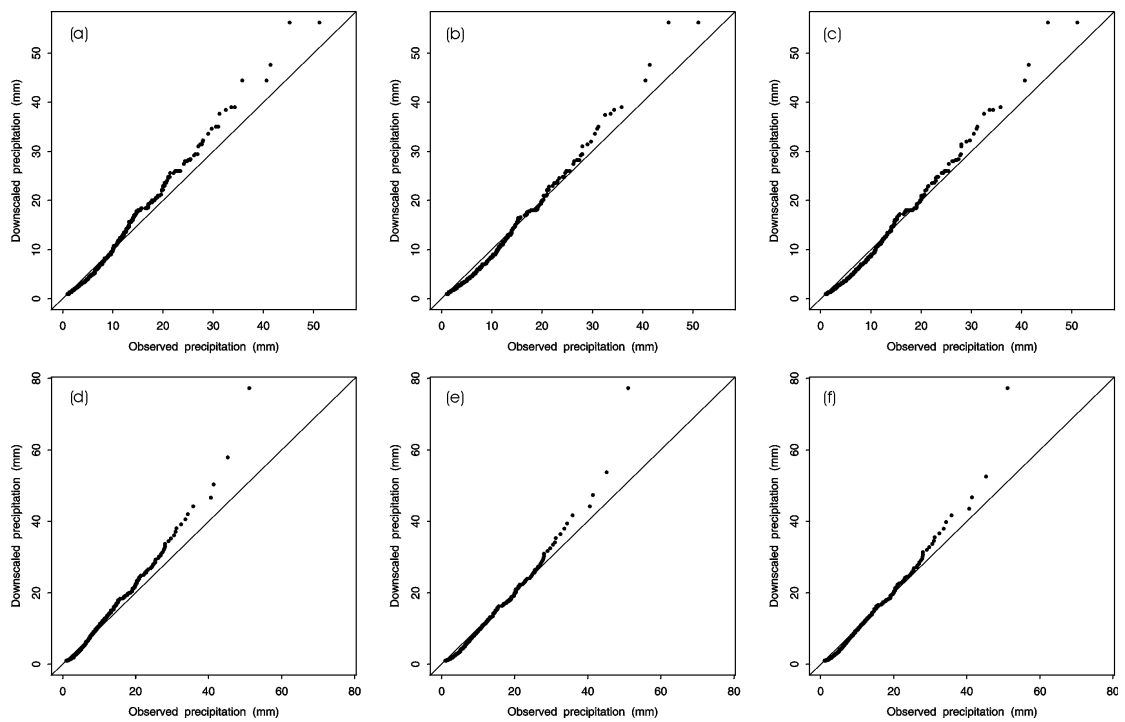 (a)
Downscaled precipitation (mm)
50
40
30
20
10
0
0 10 20 30 40 50
Observed precipitation (mm)
(b)
Downscaled precipitation (mm)
50
40
30
20
10
0
0 10 20 30 40 50
Observed precipitation (mm)
(c)
Downscaled precipitation (mm)
50
40
30
20
10
0
0 10 20 30 40 50
Observed precipitation (mm)
(d)
Downscaled precipitation (mm)
80
60
40
20
0
0 20 40 60 80
Observed precipitation (mm)
(e)
Downscaled precipitation (mm)
80
60
40
20
0
0 20 40 60 80
Observed precipitation (mm)
(f)
Downscaled precipitation (mm)
80
60
40
20
0
0 20 40 60 80
Observed precipitation (mm)